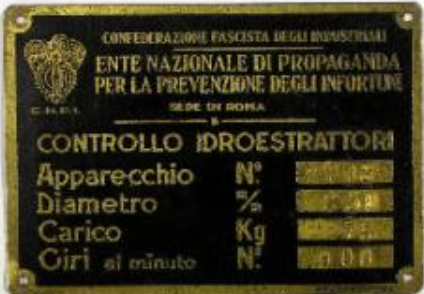 CONFEDERAZIONE FASCISTA DEGLI INDUSTRIALI
ENTE NAZIONALE DI PROPAGANDA
PER LA PREVENZIONE DEGLI INFORTUNI
SEDE IN ROMA
CONTROLLO IDROESTRATTORI
Apparecchio N.º
Diametro m/m
Carico Kg
Giri al minuto N.º